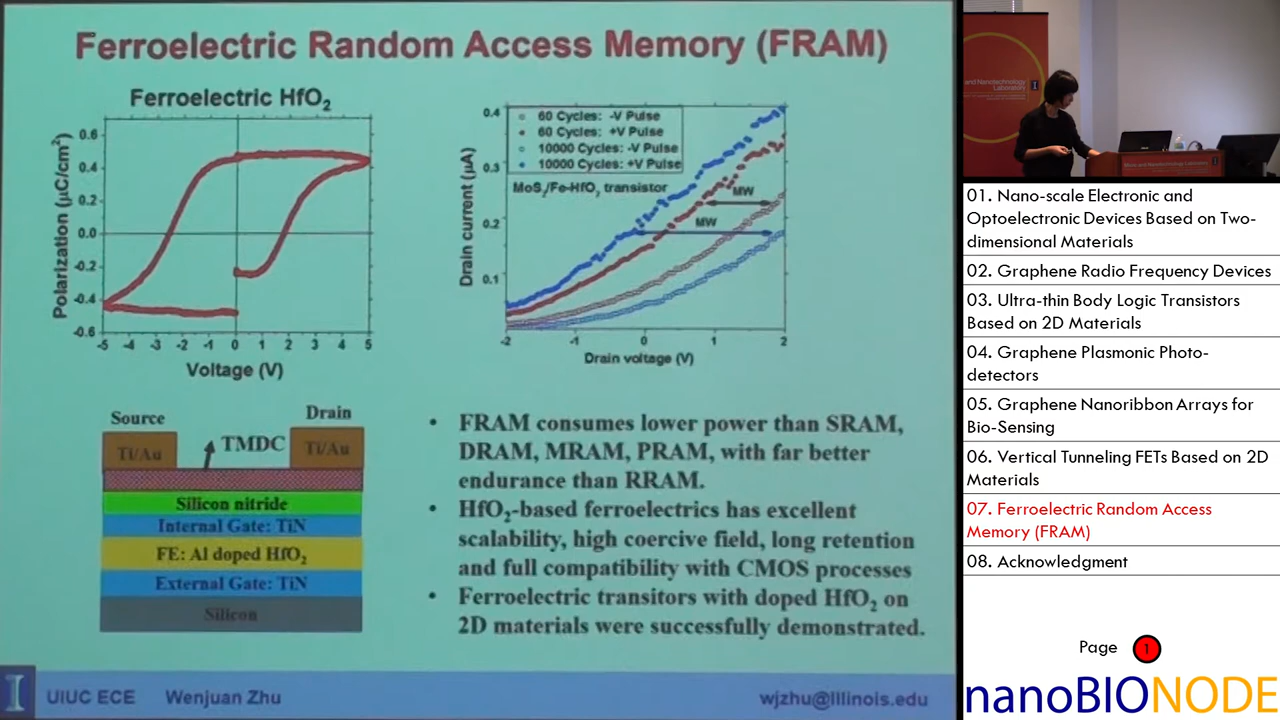 Ferroelectric Random Access Memory (FRAM)
Ferroelectric HfO₂
Polarization (μC/cm²)
0.6
0.4
0.2
0.0
-0.2
-0.4
-0.6
-5 -4 -3 -2 -1 0 1 2 3 4 5
Voltage (V)
Drain current (μA)
0.4
0.3
0.2
0.1
60 Cycles: -V Pulse
60 Cycles: +V Pulse
10000 Cycles: -V Pulse
10000 Cycles: +V Pulse
MoS₂/Fe-HfO₂ transistor
MW
MW
-2 -1 0 1 2
Drain voltage (V)
Source
Drain
Ti/Au
TMDC
Ti/Au
Silicon nitride
Internal Gate: TiN
FE: Al doped HfO₂
External Gate: TiN
Silicon
• FRAM consumes lower power than SRAM,
DRAM, MRAM, PRAM, with far better
endurance than RRAM.
• HfO₂-based ferroelectrics has excellent
scalability, high coercive field, long retention
and full compatibility with CMOS processes
• Ferroelectric transitors with doped HfO₂ on
2D materials were successfully demonstrated.
I
UIUC ECE Wenjuan Zhu
wjzhu@Illinois.edu
and Nanotechnology
Laboratory
I
01. Nano-scale Electronic and
Optoelectronic Devices Based on Two-
dimensional Materials
02. Graphene Radio Frequency Devices
03. Ultra-thin Body Logic Transistors
Based on 2D Materials
04. Graphene Plasmonic Photo-
detectors
05. Graphene Nanoribbon Arrays for
Bio-Sensing
06. Vertical Tunneling FETs Based on 2D
Materials
07. Ferroelectric Random Access
Memory (FRAM)
08. Acknowledgment
Page 1
nanoBIONODE